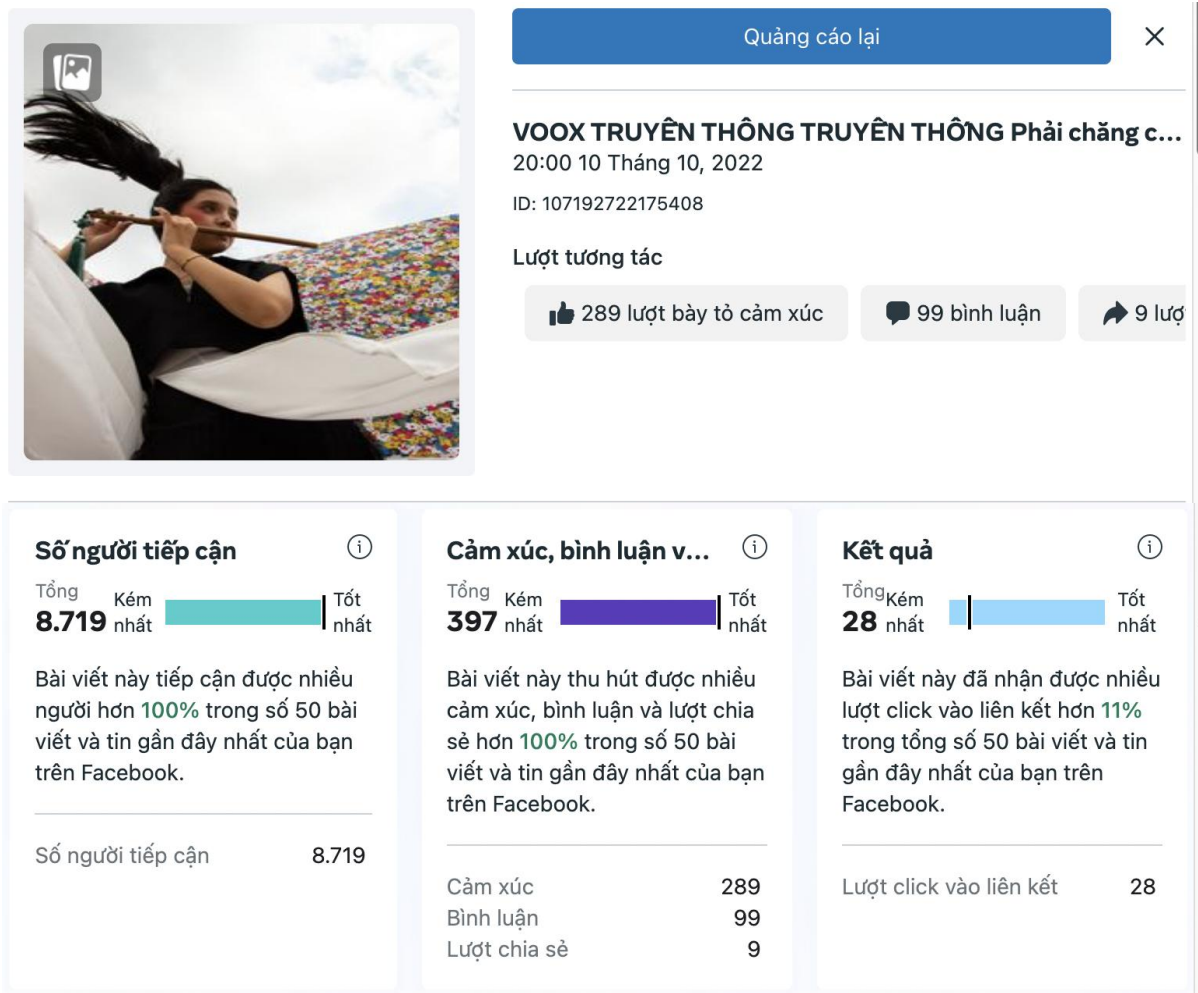 Quảng cáo lại
VOOX TRUYỀN THÔNG TRUYỀN THỐNG Phải chăng c...
20:00 10 Tháng 10, 2022
ID: 107192722175408
Lượt tương tác
289 lượt bày tỏ cảm xúc
99 bình luận
9 lượ
Số người tiếp cận
Tổng
8.719
Kém
nhất
Tốt
nhất
Bài viết này tiếp cận được nhiều
người hơn 100% trong số 50 bài
viết và tin gần đây nhất của bạn
trên Facebook.
Số người tiếp cận 8.719
Cảm xúc, bình luận v...
Tổng
397
Kém
nhất
Tốt
nhất
Bài viết này thu hút được nhiều
cảm xúc, bình luận và lượt chia
sẻ hơn 100% trong số 50 bài
viết và tin gần đây nhất của bạn
trên Facebook.
Cảm xúc 289
Bình luận 99
Lượt chia sẻ 9
Kết quả
Tổng
28
Kém
nhất
Tốt
nhất
Bài viết này đã nhận được nhiều
lượt click vào liên kết hơn 11%
trong tổng số 50 bài viết và tin
gần đây nhất của bạn trên
Facebook.
Lượt click vào liên kết 28